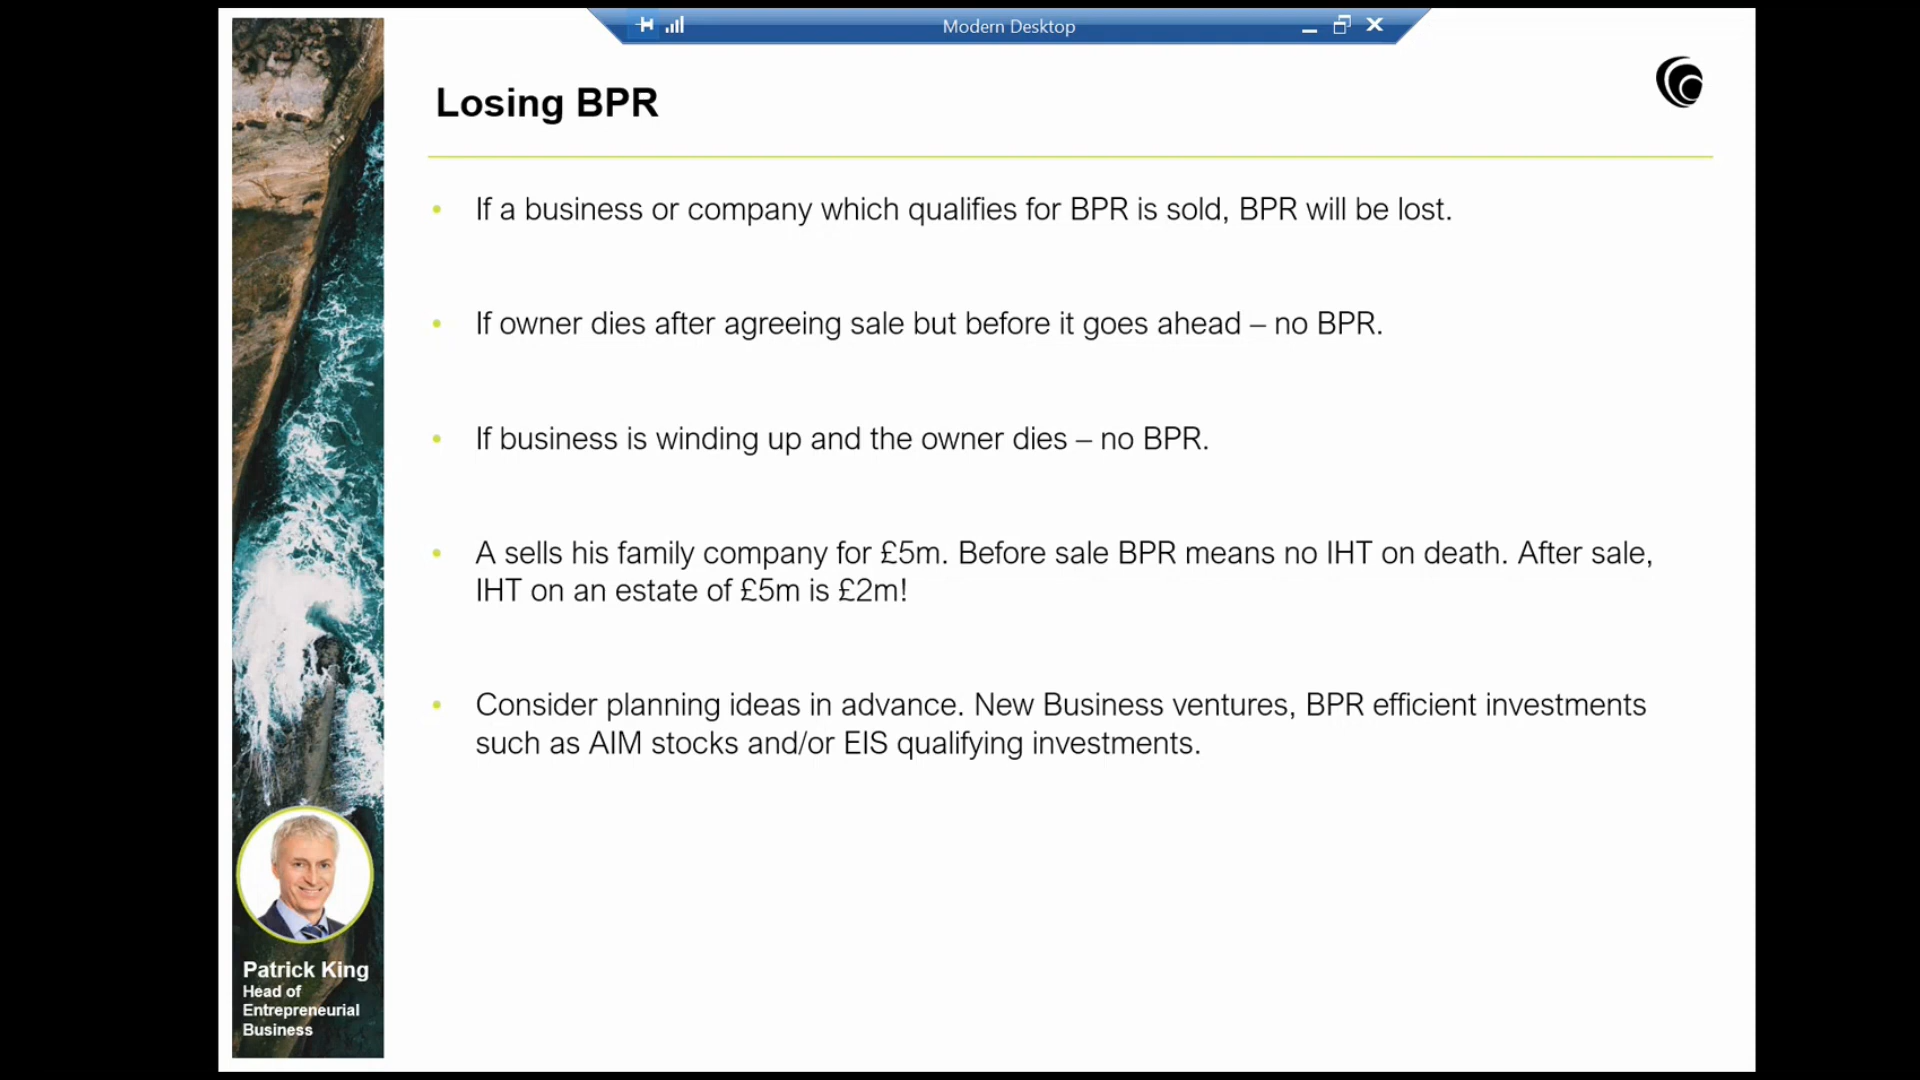 Modern Desktop
Losing BPR
• If a business or company which qualifies for BPR is sold, BPR will be lost.
• If owner dies after agreeing sale but before it goes ahead – no BPR.
• If business is winding up and the owner dies – no BPR.
• A sells his family company for £5m. Before sale BPR means no IHT on death. After sale,
IHT on an estate of £5m is £2m!
• Consider planning ideas in advance. New Business ventures, BPR efficient investments
such as AIM stocks and/or EIS qualifying investments.
Patrick King
Head of
Entrepreneurial
Business